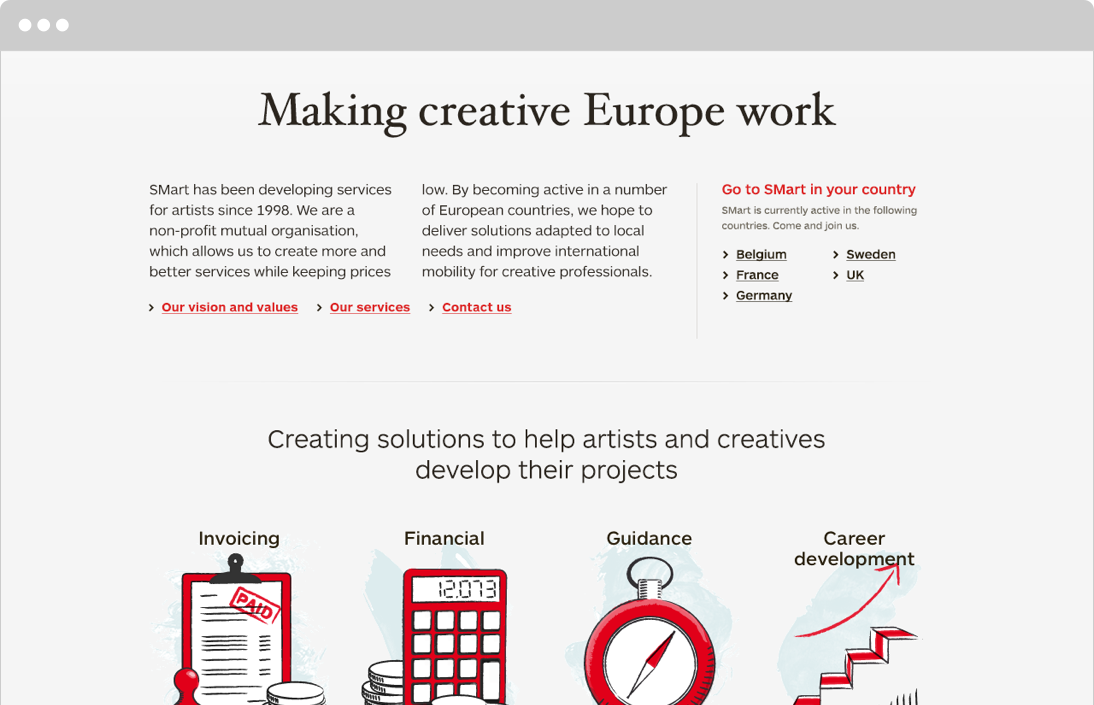 Making creative Europe work
SMart has been developing services
for artists since 1998. We are a
non-profit mutual organisation,
which allows us to create more and
better services while keeping prices
low. By becoming active in a number
of European countries, we hope to
deliver solutions adapted to local
needs and improve international
mobility for creative professionals.
Our vision and values
Our services
Contact us
Go to SMart in your country
SMart is currently active in the following
countries. Come and join us.
Belgium
France
Germany
Sweden
UK
Creating solutions to help artists and creatives
develop their projects
Invoicing
PAID
Financial
12,073
Guidance
Career
development